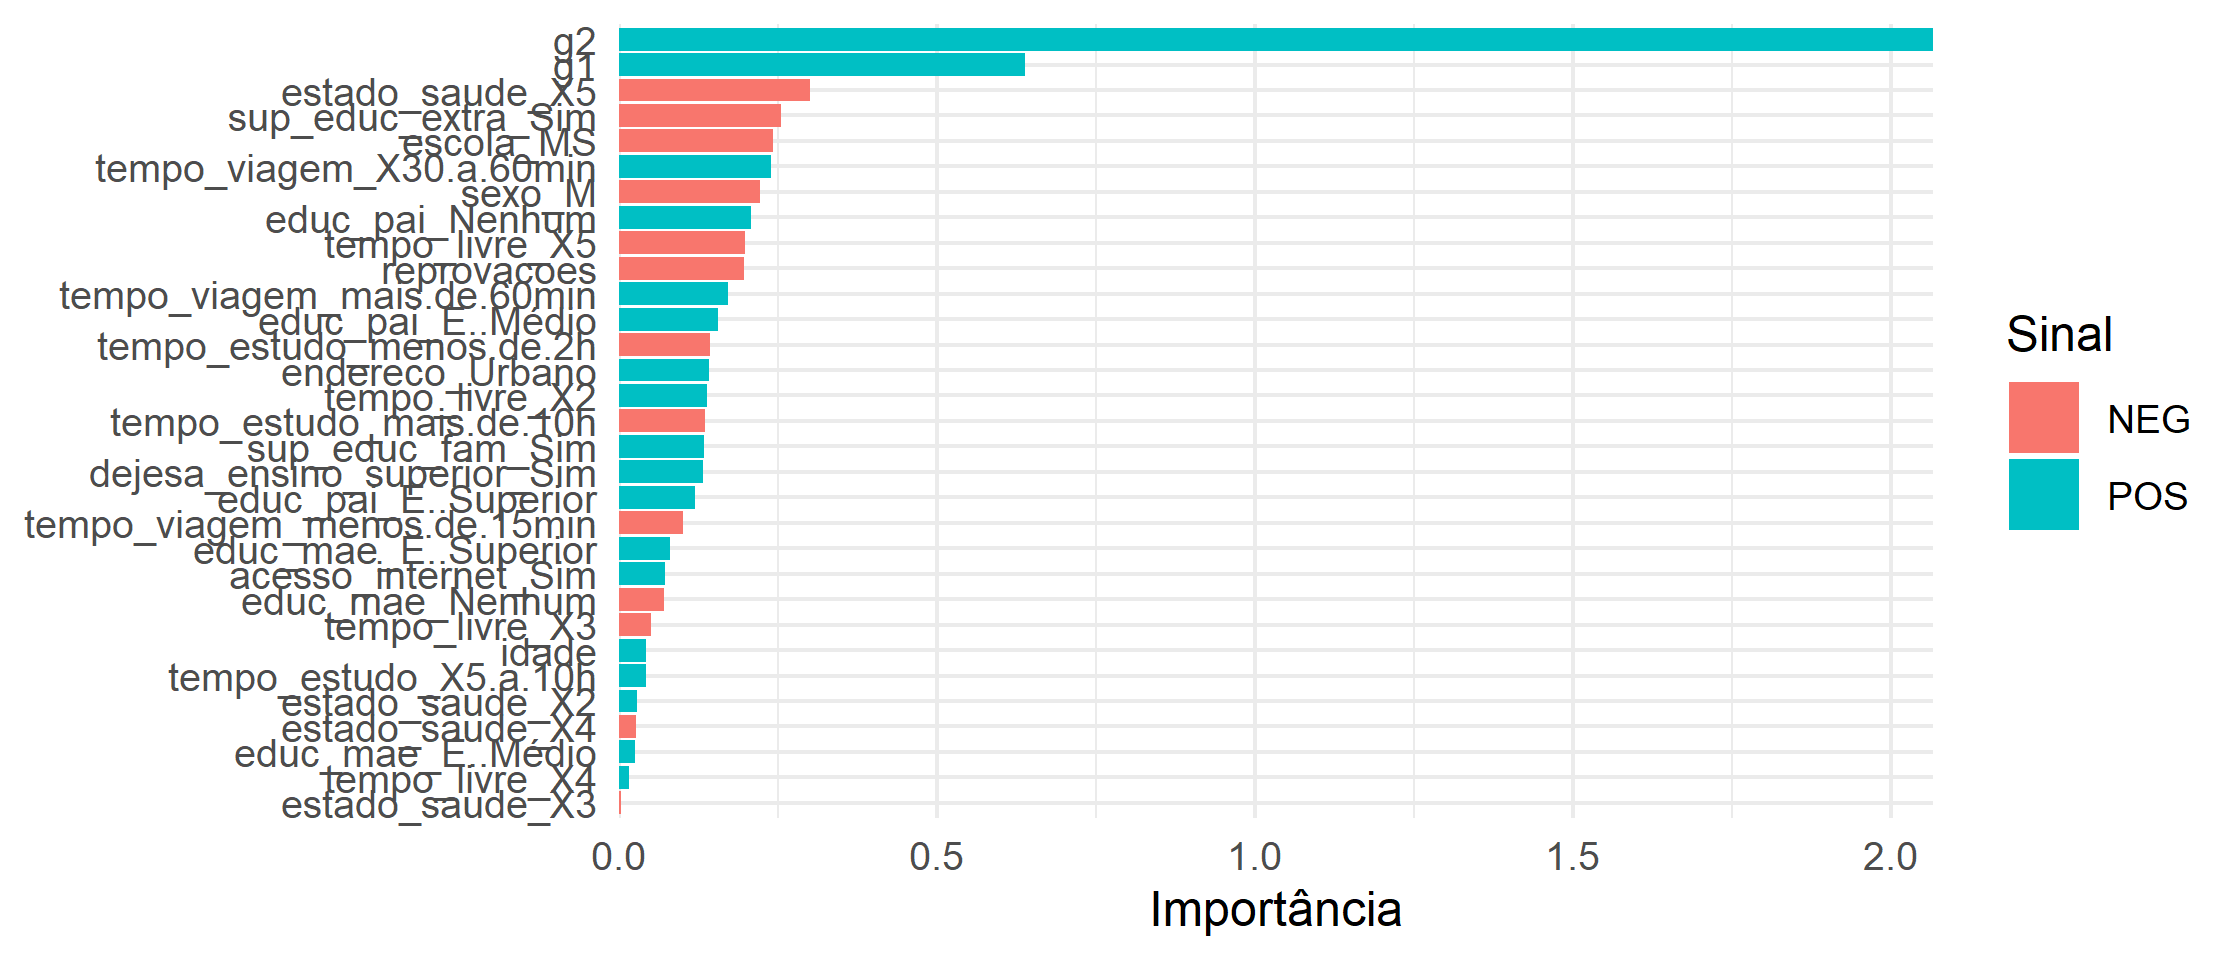 g2
g1
estado_saude_X5
sup_educ_extra_Sim
escola_MS
tempo_viagem_X30.a.60min
sexo_M
educ_pai_Nenhum
tempo_livre_X5
reprovacoes
tempo_viagem_mais.de.60min
educ_pai_E..Médio
tempo_estudo_menos.de.2h
endereco_Urbano
tempo_livre_X2
tempo_estudo_mais.de.10h
sup_educ_fam_Sim
dejesa_ensino_superior_Sim
educ_pai_E..Superior
tempo_viagem_menos.de.15min
educ_mae_E..Superior
acesso_internet_Sim
educ_mae_Nenhum
tempo_livre_X3
idade
tempo_estudo_X5.a.10h
estado_saude_X2
estado_saude_X4
educ_mae_E..Médio
tempo_livre_X4
estado_saude_X3
0.0 0.5 1.0 1.5 2.0
Importância
Sinal
NEG
POS